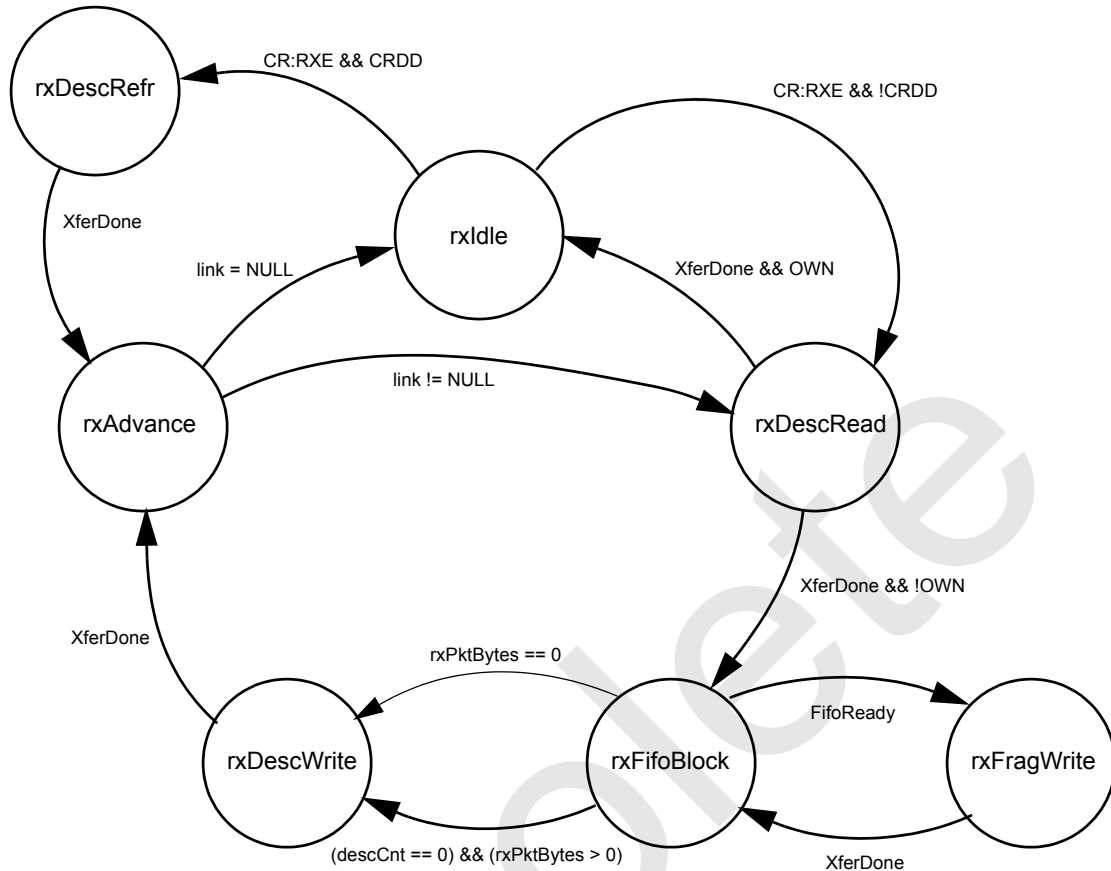 CR:RXE && CRDD
rxDescRefr
CR:RXE && !CRDD
XferDone
rxIdle
link = NULL
XferDone && OWN
link != NULL
rxAdvance
rxDescRead
XferDone && !OWN
XferDone
rxPktBytes == 0
FifoReady
rxDescWrite
rxFifoBlock
rxFragWrite
(descCnt == 0) && (rxPktBytes > 0)
XferDone
olete